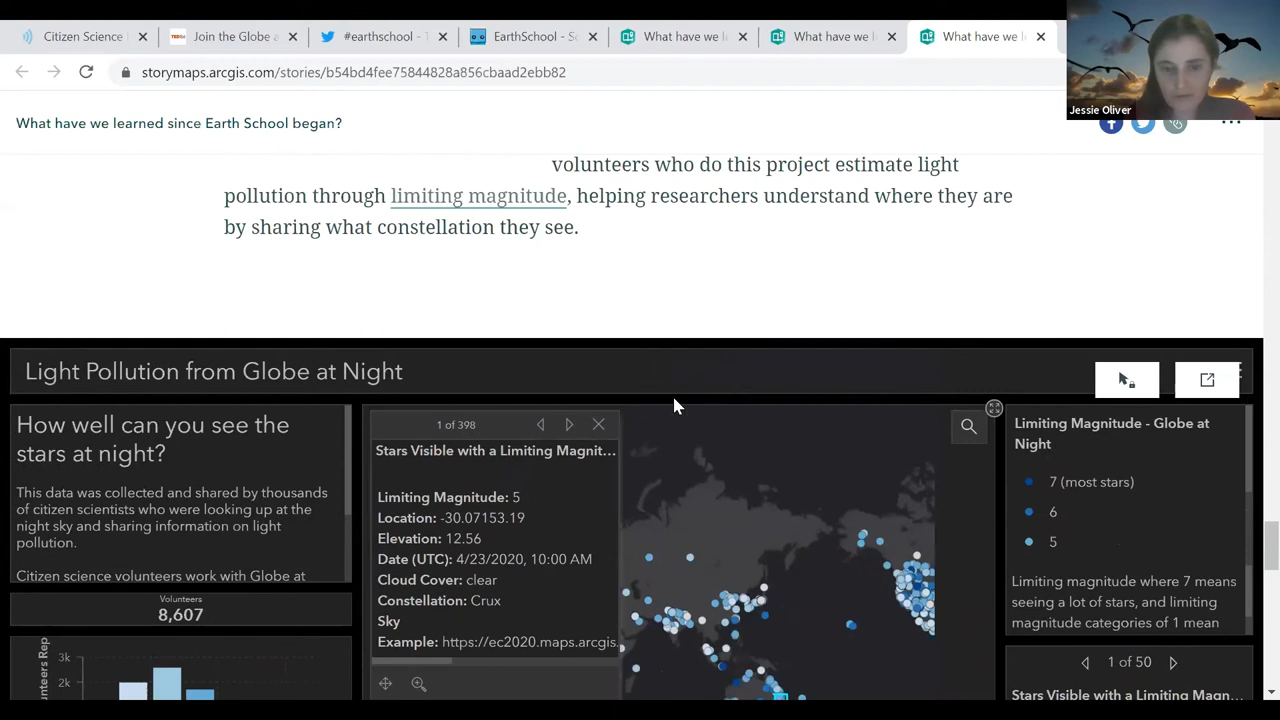 Citizen Science
Join the Globe a
#earthschool - T
EarthSchool - So
What have we le
What have we le
What have we le
storymaps.arcgis.com/stories/b54bd4fee75844828a856cbaad2ebb82
Jessie Oliver
What have we learned since Earth School began?
volunteers who do this project estimate light
pollution through limiting magnitude, helping researchers understand where they are
by sharing what constellation they see.
Light Pollution from Globe at Night
How well can you see the
stars at night?
This data was collected and shared by thousands
of citizen scientists who were looking up at the
night sky and sharing information on light
pollution.
Citizen science volunteers work with Globe at
Volunteers
8,607
Volunteers Rep
3k
2k
1 of 398
Stars Visible with a Limiting Magnit...
Limiting Magnitude: 5
Location: -30.07153.19
Elevation: 12.56
Date (UTC): 4/23/2020, 10:00 AM
Cloud Cover: clear
Constellation: Crux
Sky
Example: https://ec2020.maps.arcgis.
Limiting Magnitude - Globe at
Night
7 (most stars)
6
5
Limiting magnitude where 7 means
seeing a lot of stars, and limiting
magnitude categories of 1 mean
1 of 50
Stars Visible with a Limiting Magn...